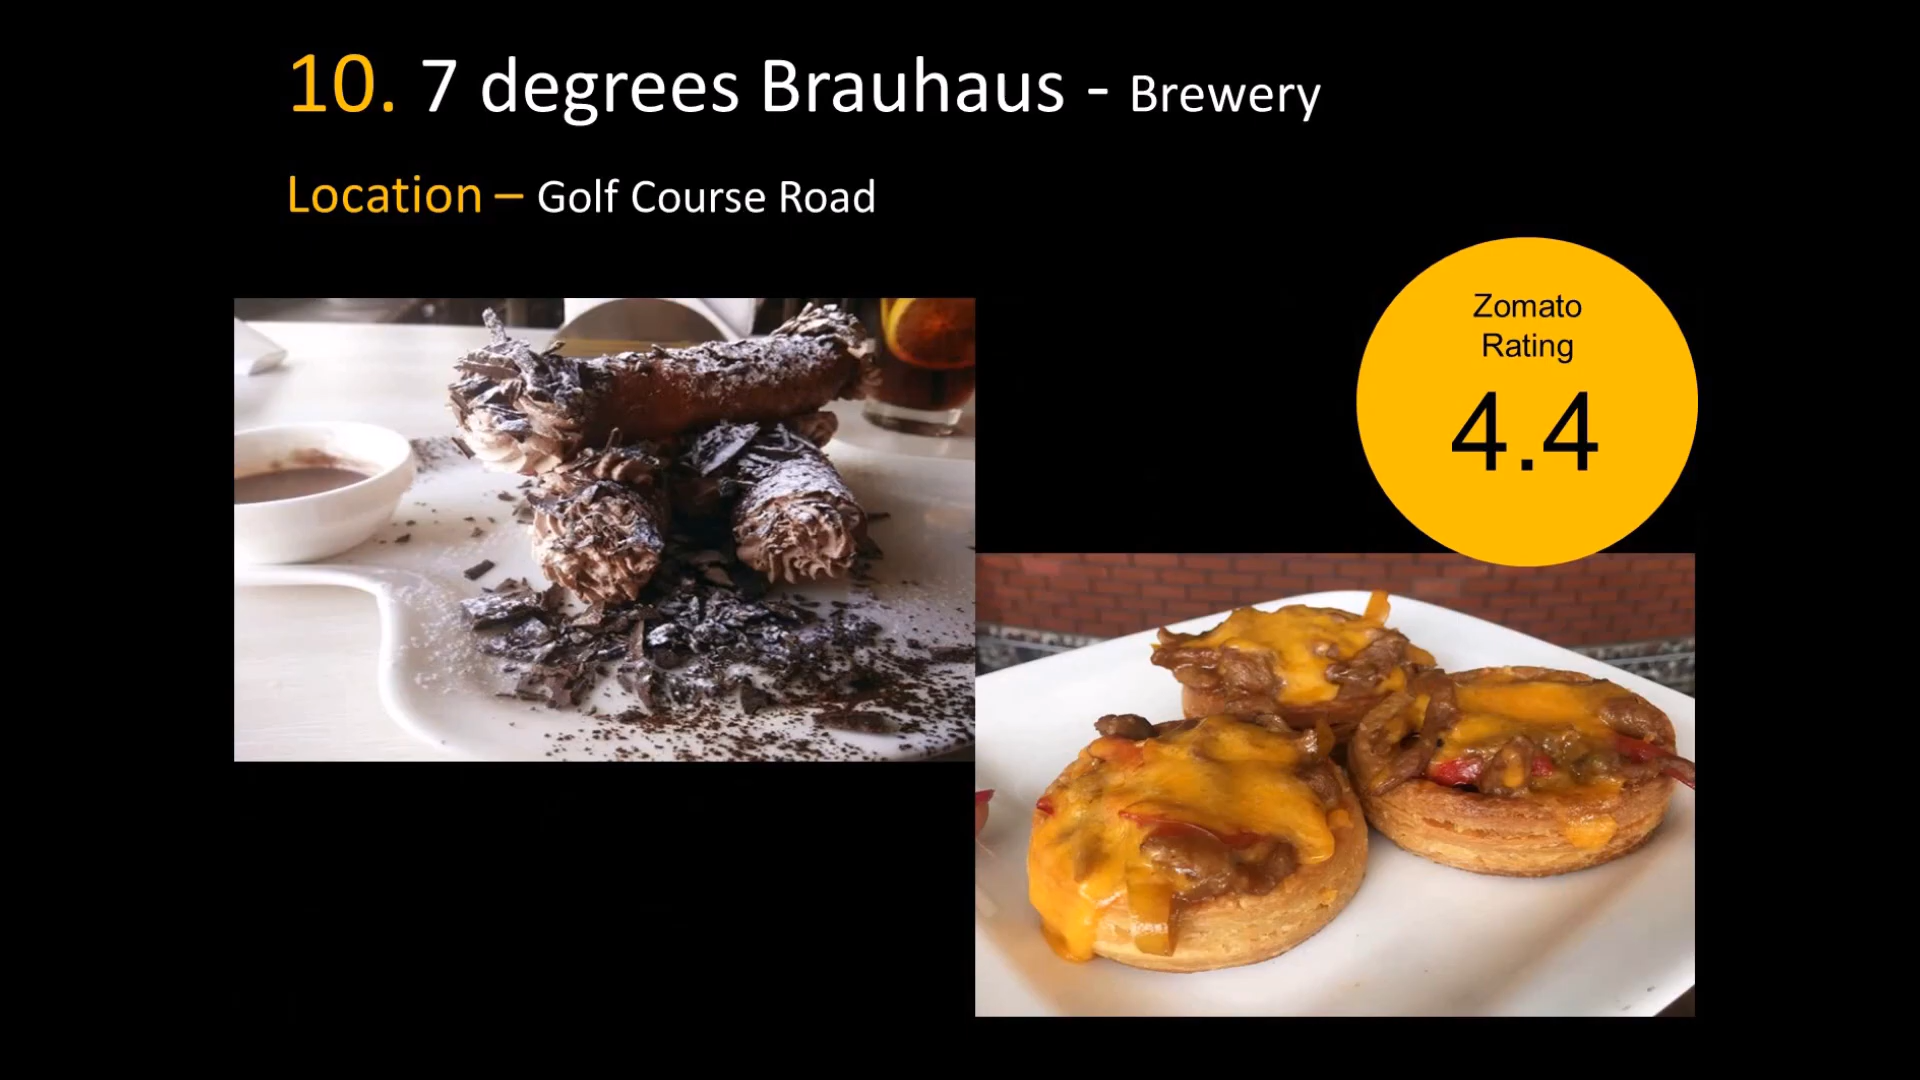 10. 7 degrees Brauhaus - Brewery
Location – Golf Course Road
Zomato
Rating
4.4